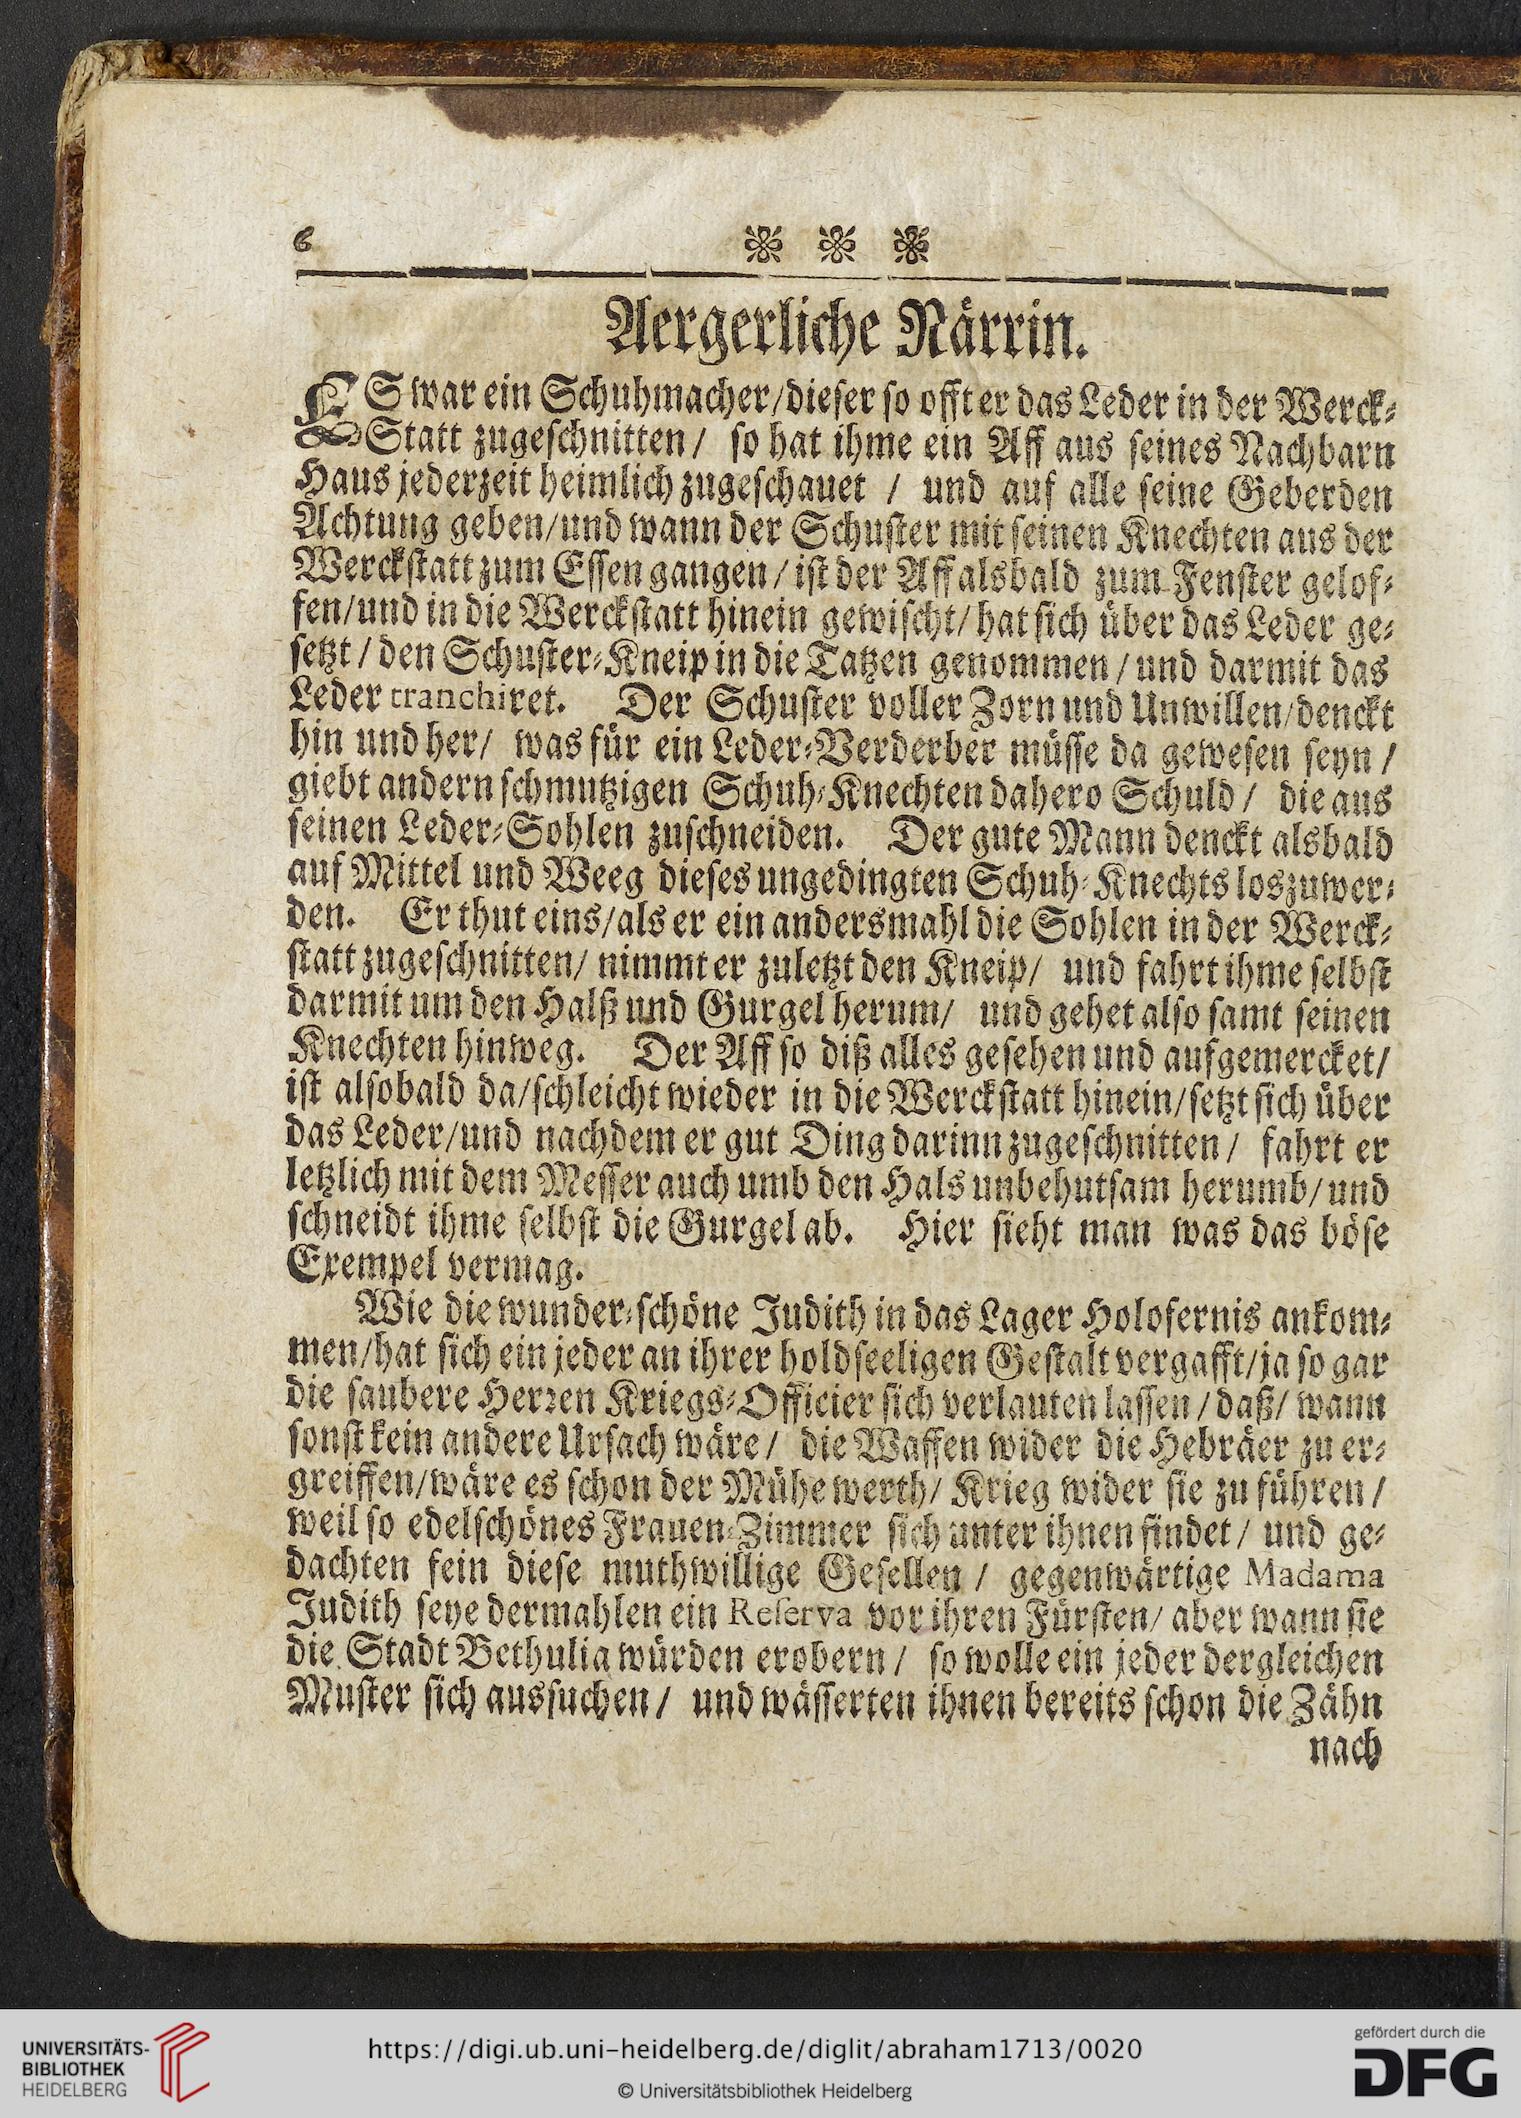 6 ❃ ❃ ❃
Aergerliche Närrin.
ES war ein Schuhmacher/dieser so offt er das Leder in der Werck-
Statt zugeschnitten/ so hat ihme ein Aff aus seines Nachbarn
Haus jederzeit heimlich zugeschauet / und auf alle seine Geberden
Achtung geben/und wann der Schuster mit seinen Knechten aus der
Werckstatt zum Essen gangen/ ist der Aff alsbald zum Fenster gelof-
fen/und in die Werckstatt hinein gewischt/ hat sich über das Leder ge-
setzt/ den Schuster-Kneip in die Tatzen genommen/ und darmit das
Leder tranchiret. Der Schuster voller Zorn und Unwillen/denckt
hin und her/ was für ein Leder-Verderber müsse da gewesen seyn /
giebt andern schmutzigen Schuh-Knechten dahero Schuld/ die aus
seinen Leder-Sohlen zuschneiden. Der gute Mann denckt alsbald
auf Mittel und Weeg dieses ungedingten Schuh-Knechts loszuwer-
den. Er thut eins/als er ein andersmahl die Sohlen in der Werck-
statt zugeschnitten/ nimmt er zuletzt den Kneip/ und fahrt ihme selbst
darmit um den Halß und Gurgel herum/ und gehet also samt seinen
Knechten hinweg. Der Aff so diß alles gesehen und aufgemercket/
ist alsobald da/schleicht wieder in die Werckstatt hinein/setzt sich über
das Leder/und nachdem er gut Ding darinn zugeschnitten/ fahrt er
letzlich mit dem Messer auch umb den Hals unbehutsam herumb/und
schneidt ihme selbst die Gurgel ab. Hier sieht man was das böse
Exempel vermag.
Wie die wunder-schöne Judith in das Lager Holofernis ankom-
men/hat sich ein jeder an ihrer holdseeligen Gestalt vergafft/ja so gar
die saubere Herren Kriegs-Officier sich verlauten lassen/ daß/ wann
sonst kein andere Ursach wäre/ die Waffen wider die Hebräer zu er-
greiffen/wäre es schon der Mühe werth/ Krieg wider sie zu führen/
weil so edelschönes Frauen-Zimmer sich unter ihnen findet/ und ge-
dachten fein diese muthwillige Gesellen/ gegenwärtige Madama
Judith seye dermahlen ein Reserva vor ihren Fürsten/ aber wann sie
die Stadt Bethulia würden erobern/ so wolle ein jeder dergleichen
Muster sich aussuchen/ und wässerten ihnen bereits schon die Zähn
nach
UNIVERSITÄTS-
BIBLIOTHEK
HEIDELBERG
https://digi.ub.uni-heidelberg.de/diglit/abraham1713/0020
© Universitätsbibliothek Heidelberg
gefördert durch die
DFG